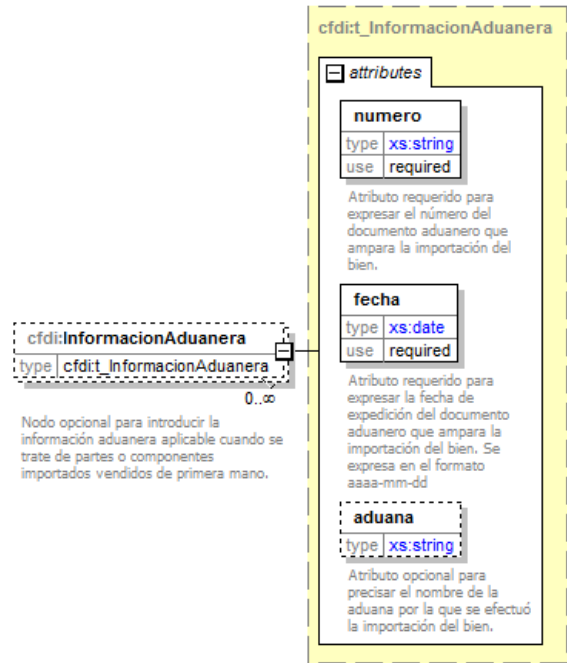 cfdi:t_InformacionAduanera
attributes
numero
type xs:string
use required
Atributo requerido para
expresar el número del
documento aduanero que
ampara la importación del
bien.
fecha
type xs:date
use required
Atributo requerido para
expresar la fecha de
expedición del documento
aduanero que ampara la
importación del bien. Se
expresa en el formato
aaaa-mm-dd
aduana
type xs:string
Atributo opcional para
precisar el nombre de la
aduana por la que se efectuó
la importación del bien.
cfdi:InformacionAduanera
type cfdi:t_InformacionAduanera
0..∞
Nodo opcional para introducir la
información aduanera aplicable cuando se
trate de partes o componentes
importados vendidos de primera mano.